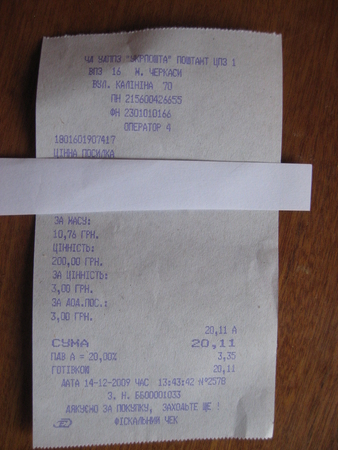 ЧД УДППЗ "УКРПОШТА" ПОШТАМТ ЦПЗ 1
ВПЗ 16 М. ЧЕРКАСИ
ВУЛ. КАЛІНІНА 70
ПН 215600426655
ФН 2301010166
ОПЕРАТОР 4
1801601907417
ЦІННА ПОСИЛКА
ЗА МАСУ:
10,76 ГРН.
ЦІННІСТЬ:
200,00 ГРН.
ЗА ЦІННІСТЬ:
3,00 ГРН.
ЗА ДОД.ПОС.:
3,00 ГРН.
20,11 А
СУМА 20,11
ПДВ А = 20,00% 3,35
ГОТІВКОЮ 20,11
ДАТА 14-12-2009 ЧАС 13:43:42 №2578
З. Н. ББ00001033
ДЯКУЄМО ЗА ПОКУПКУ, ЗАХОДЬТЕ ЩЕ !
ФІСКАЛЬНИЙ ЧЕК